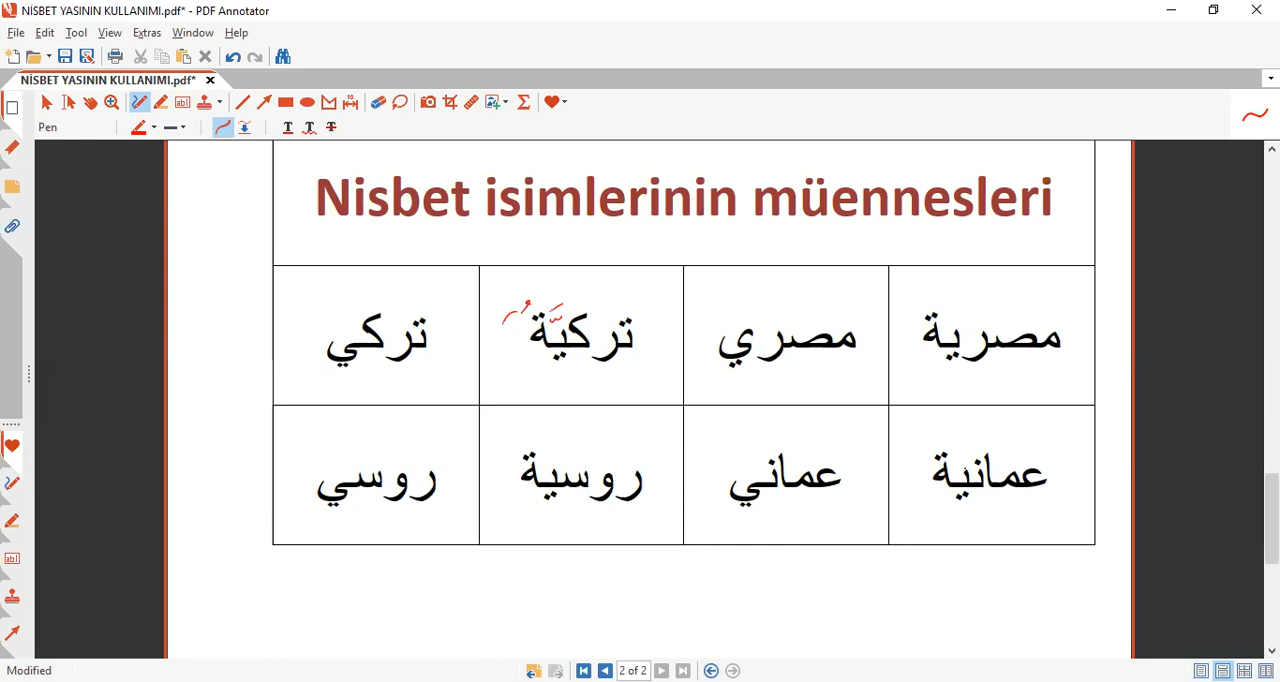 NİSBET YASININ KULLANIMI.pdf* - PDF Annotator
File Edit Tool View Extras Window Help
NİSBET YASININ KULLANIMI.pdf*
Pen
Nisbet isimlerinin müennesleri
مصرية مصري تركيَّة تركي
عمانية عماني روسية روسي
Modified
2 of 2